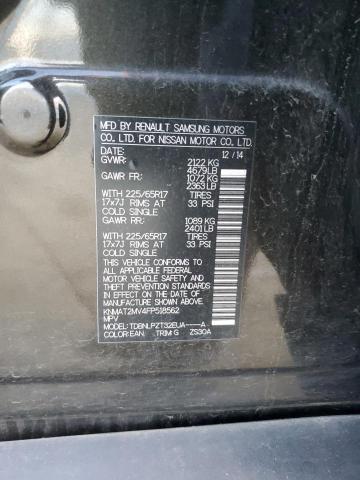 MFD BY RENAULT SAMSUNG MOTORS
CO. LTD. FOR NISSAN MOTOR CO. LTD.
DATE: 12/14
GVWR: 2122 KG
4679 LB
GAWR FR: 1072 KG
2363 LB
WITH 225/65R17 TIRES
17x7J RIMS AT 33 PSI
COLD SINGLE
GAWR RR: 1089 KG
2401 LB
WITH 225/65R17 TIRES
17x7J RIMS AT 33 PSI
COLD SINGLE
THIS VEHICLE CONFORMS TO ALL
APPLICABLE U.S. FEDERAL
MOTOR VEHICLE SAFETY AND
THEFT PREVENTION STANDARDS
IN EFFECT ON THE DATE OF
MANUFACTURE SHOWN ABOVE.
KNMAT2MV4FP518562
MPV
MODEL: TDBNLPZT32EUA-----A
COLOR: EAN TRIM: G ZS3QA